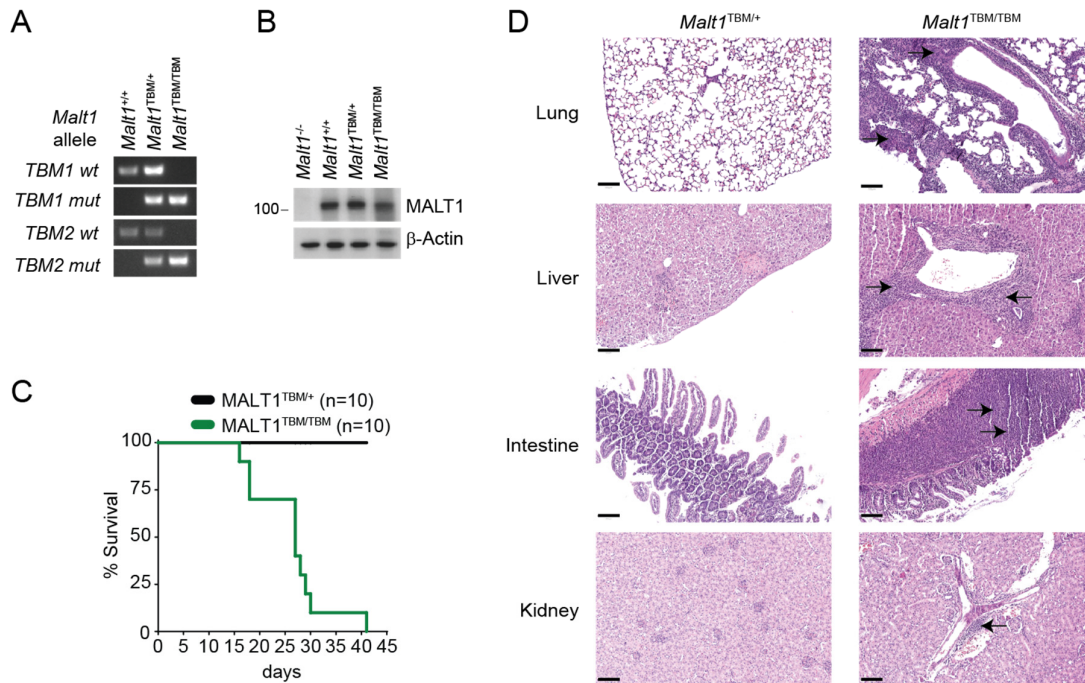 A
Malt1
allele
Malt1+/+
Malt1TBM/+
Malt1TBM/TBM
TBM1 wt
TBM1 mut
TBM2 wt
TBM2 mut
B
Malt1-/-
Malt1+/+
Malt1TBM/+
Malt1TBM/TBM
100–
MALT1
β-Actin
C
MALT1TBM/+ (n=10)
MALT1TBM/TBM (n=10)
% Survival
100
75
50
25
0
0 5 10 15 20 25 30 35 40 45
days
D
Malt1TBM/+
Malt1TBM/TBM
Lung
Liver
Intestine
Kidney